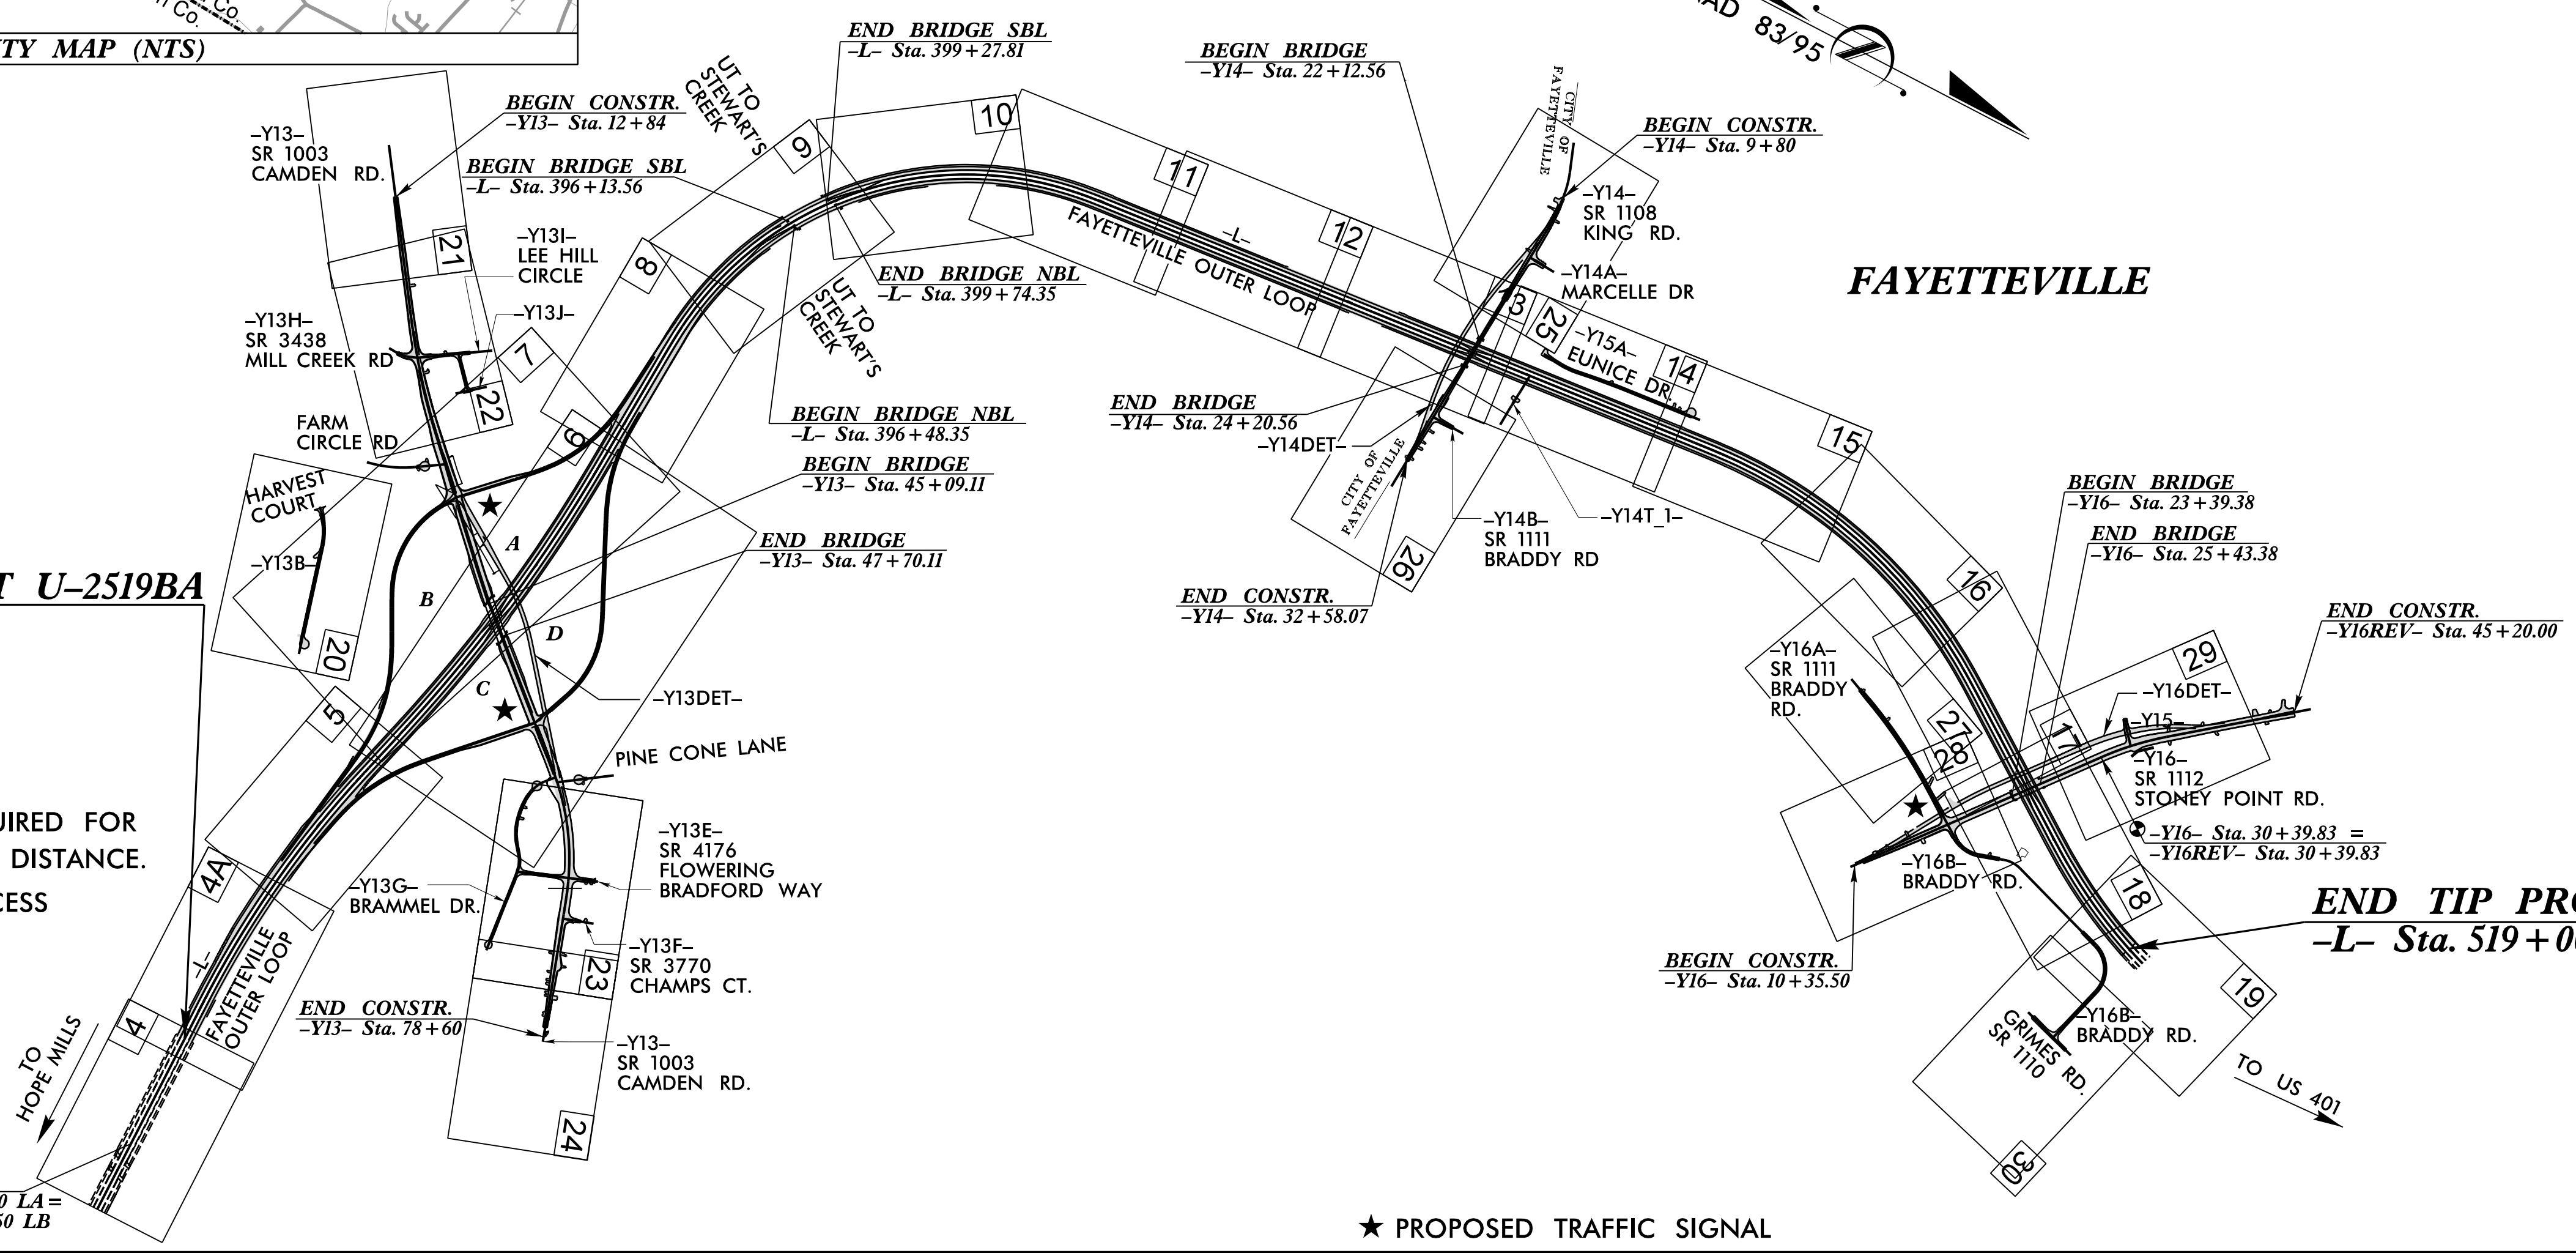 Co.
Co.
TY MAP (NTS)
83/95
END BRIDGE SBL
–L– Sta. 399+27.81
BEGIN BRIDGE
–Y14– Sta. 22+12.56
UT TO
STEWART'S
CREEK
CITY OF
FAYETTEVILLE
BEGIN CONSTR.
–Y13– Sta. 12+84
–Y13–
SR 1003
CAMDEN RD.
BEGIN BRIDGE SBL
–L– Sta. 396+13.56
9
10
11
12
BEGIN CONSTR.
–Y14– Sta. 9+80
–Y14–
SR 1108
KING RD.
–Y14A–
MARCELLE DR
FAYETTEVILLE
21
–Y13I–
LEE HILL
CIRCLE
–Y13J–
8
–L–
FAYETTEVILLE OUTER LOOP
END BRIDGE NBL
–L– Sta. 399+74.35
UT TO
STEWART'S
CREEK
–Y13H–
SR 3438
MILL CREEK RD
7
22
13
25
–Y15A–
EUNICE DR.
14
15
FARM
CIRCLE RD
6
BEGIN BRIDGE NBL
–L– Sta. 396+48.35
END BRIDGE
–Y14– Sta. 24+20.56
–Y14DET–
CITY OF
FAYETTEVILLE
BEGIN BRIDGE
–Y13– Sta. 45+09.11
HARVEST
COURT
–Y13B–
20
A
B
C
D
END BRIDGE
–Y13– Sta. 47+70.11
–Y14B–
SR 1111
BRADDY RD
–Y14T_1–
26
END CONSTR.
–Y14– Sta. 32+58.07
BEGIN BRIDGE
–Y16– Sta. 23+39.38
END BRIDGE
–Y16– Sta. 25+43.38
16
END CONSTR.
–Y16REV– Sta. 45+20.00
T U–2519BA
–Y16A–
SR 1111
BRADDY
RD.
29
–Y16DET–
–Y15–
17
27
28
–Y16–
SR 1112
STONEY POINT RD.
–Y16– Sta. 30+39.83 =
–Y16REV– Sta. 30+39.83
5
–Y13DET–
PINE CONE LANE
UIRED FOR
DISTANCE.
CESS
4A
–Y13E–
SR 4176
FLOWERING
BRADFORD WAY
–Y13G–
BRAMMEL DR.
–Y16B–
BRADDY RD.
18
END TIP PRO
–L– Sta. 519+0
–Y13F–
SR 3770
CHAMPS CT.
23
BEGIN CONSTR.
–Y16– Sta. 10+35.50
–L–
FAYETTEVILLE
OUTER LOOP
4
END CONSTR.
–Y13– Sta. 78+60
–Y13–
SR 1003
CAMDEN RD.
24
19
–Y16B–
BRADDY RD.
GRIMES RD.
SR 1110
TO
HOPE MILLS
TO US 401
30
0 LA=
50 LB
★ PROPOSED TRAFFIC SIGNAL